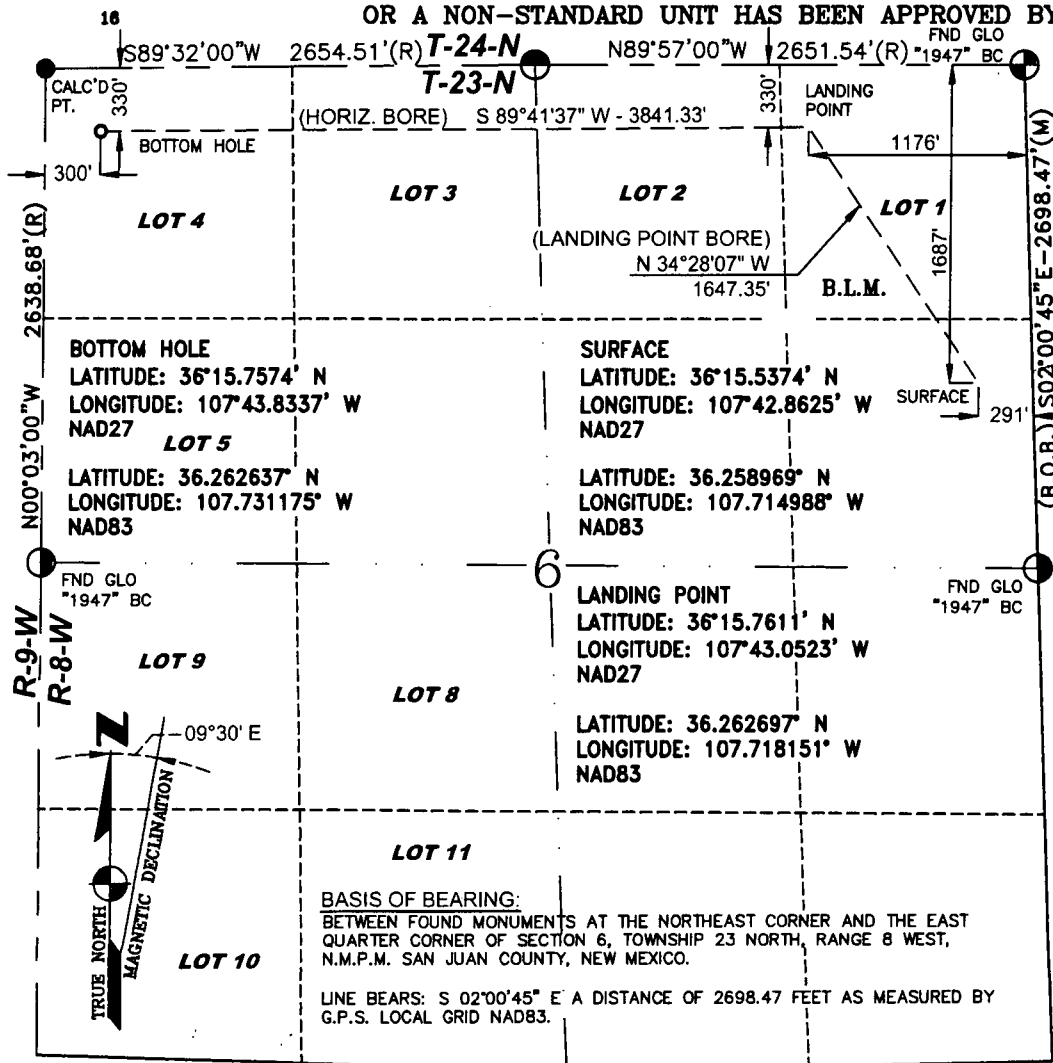 16
OR A NON-STANDARD UNIT HAS BEEN APPROVED BY
S89°32'00"W 2654.51'(R) T-24-N N89°57'00"W 2651.54'(R) FND GLO
"1947" BC
T-23-N
CALC'D
PT.
330'
330'
LANDING
POINT
(HORIZ. BORE) S 89°41'37" W - 3841.33'
BOTTOM HOLE
1176'
300'
LOT 4
LOT 3
LOT 2
LOT 1
2638.68'(R)
(LANDING POINT BORE)
N 34°28'07" W
1647.35'
1687'
B.L.M.
(B.O.B.) S02°00'45"E-2698.47'(M)
BOTTOM HOLE
LATITUDE: 36°15.7574' N
LONGITUDE: 107°43.8337' W
NAD27
LOT 5
LATITUDE: 36.262637° N
LONGITUDE: 107.731175° W
NAD83
N00°03'00"W
SURFACE
LATITUDE: 36°15.5374' N
LONGITUDE: 107°42.8625' W
NAD27
LATITUDE: 36.258969° N
LONGITUDE: 107.714988° W
NAD83
SURFACE
291'
FND GLO
"1947" BC
6
FND GLO
"1947" BC
LANDING POINT
LATITUDE: 36°15.7611' N
LONGITUDE: 107°43.0523' W
NAD27
LATITUDE: 36.262697° N
LONGITUDE: 107.718151° W
NAD83
R-9-W
R-8-W
LOT 9
LOT 8
N
09°30' E
TRUE NORTH
MAGNETIC DECLINATION
LOT 11
LOT 10
BASIS OF BEARING:
BETWEEN FOUND MONUMENTS AT THE NORTHEAST CORNER AND THE EAST
QUARTER CORNER OF SECTION 6, TOWNSHIP 23 NORTH, RANGE 8 WEST,
N.M.P.M. SAN JUAN COUNTY, NEW MEXICO.
LINE BEARS: S 02°00'45" E A DISTANCE OF 2698.47 FEET AS MEASURED BY
G.P.S. LOCAL GRID NAD83.